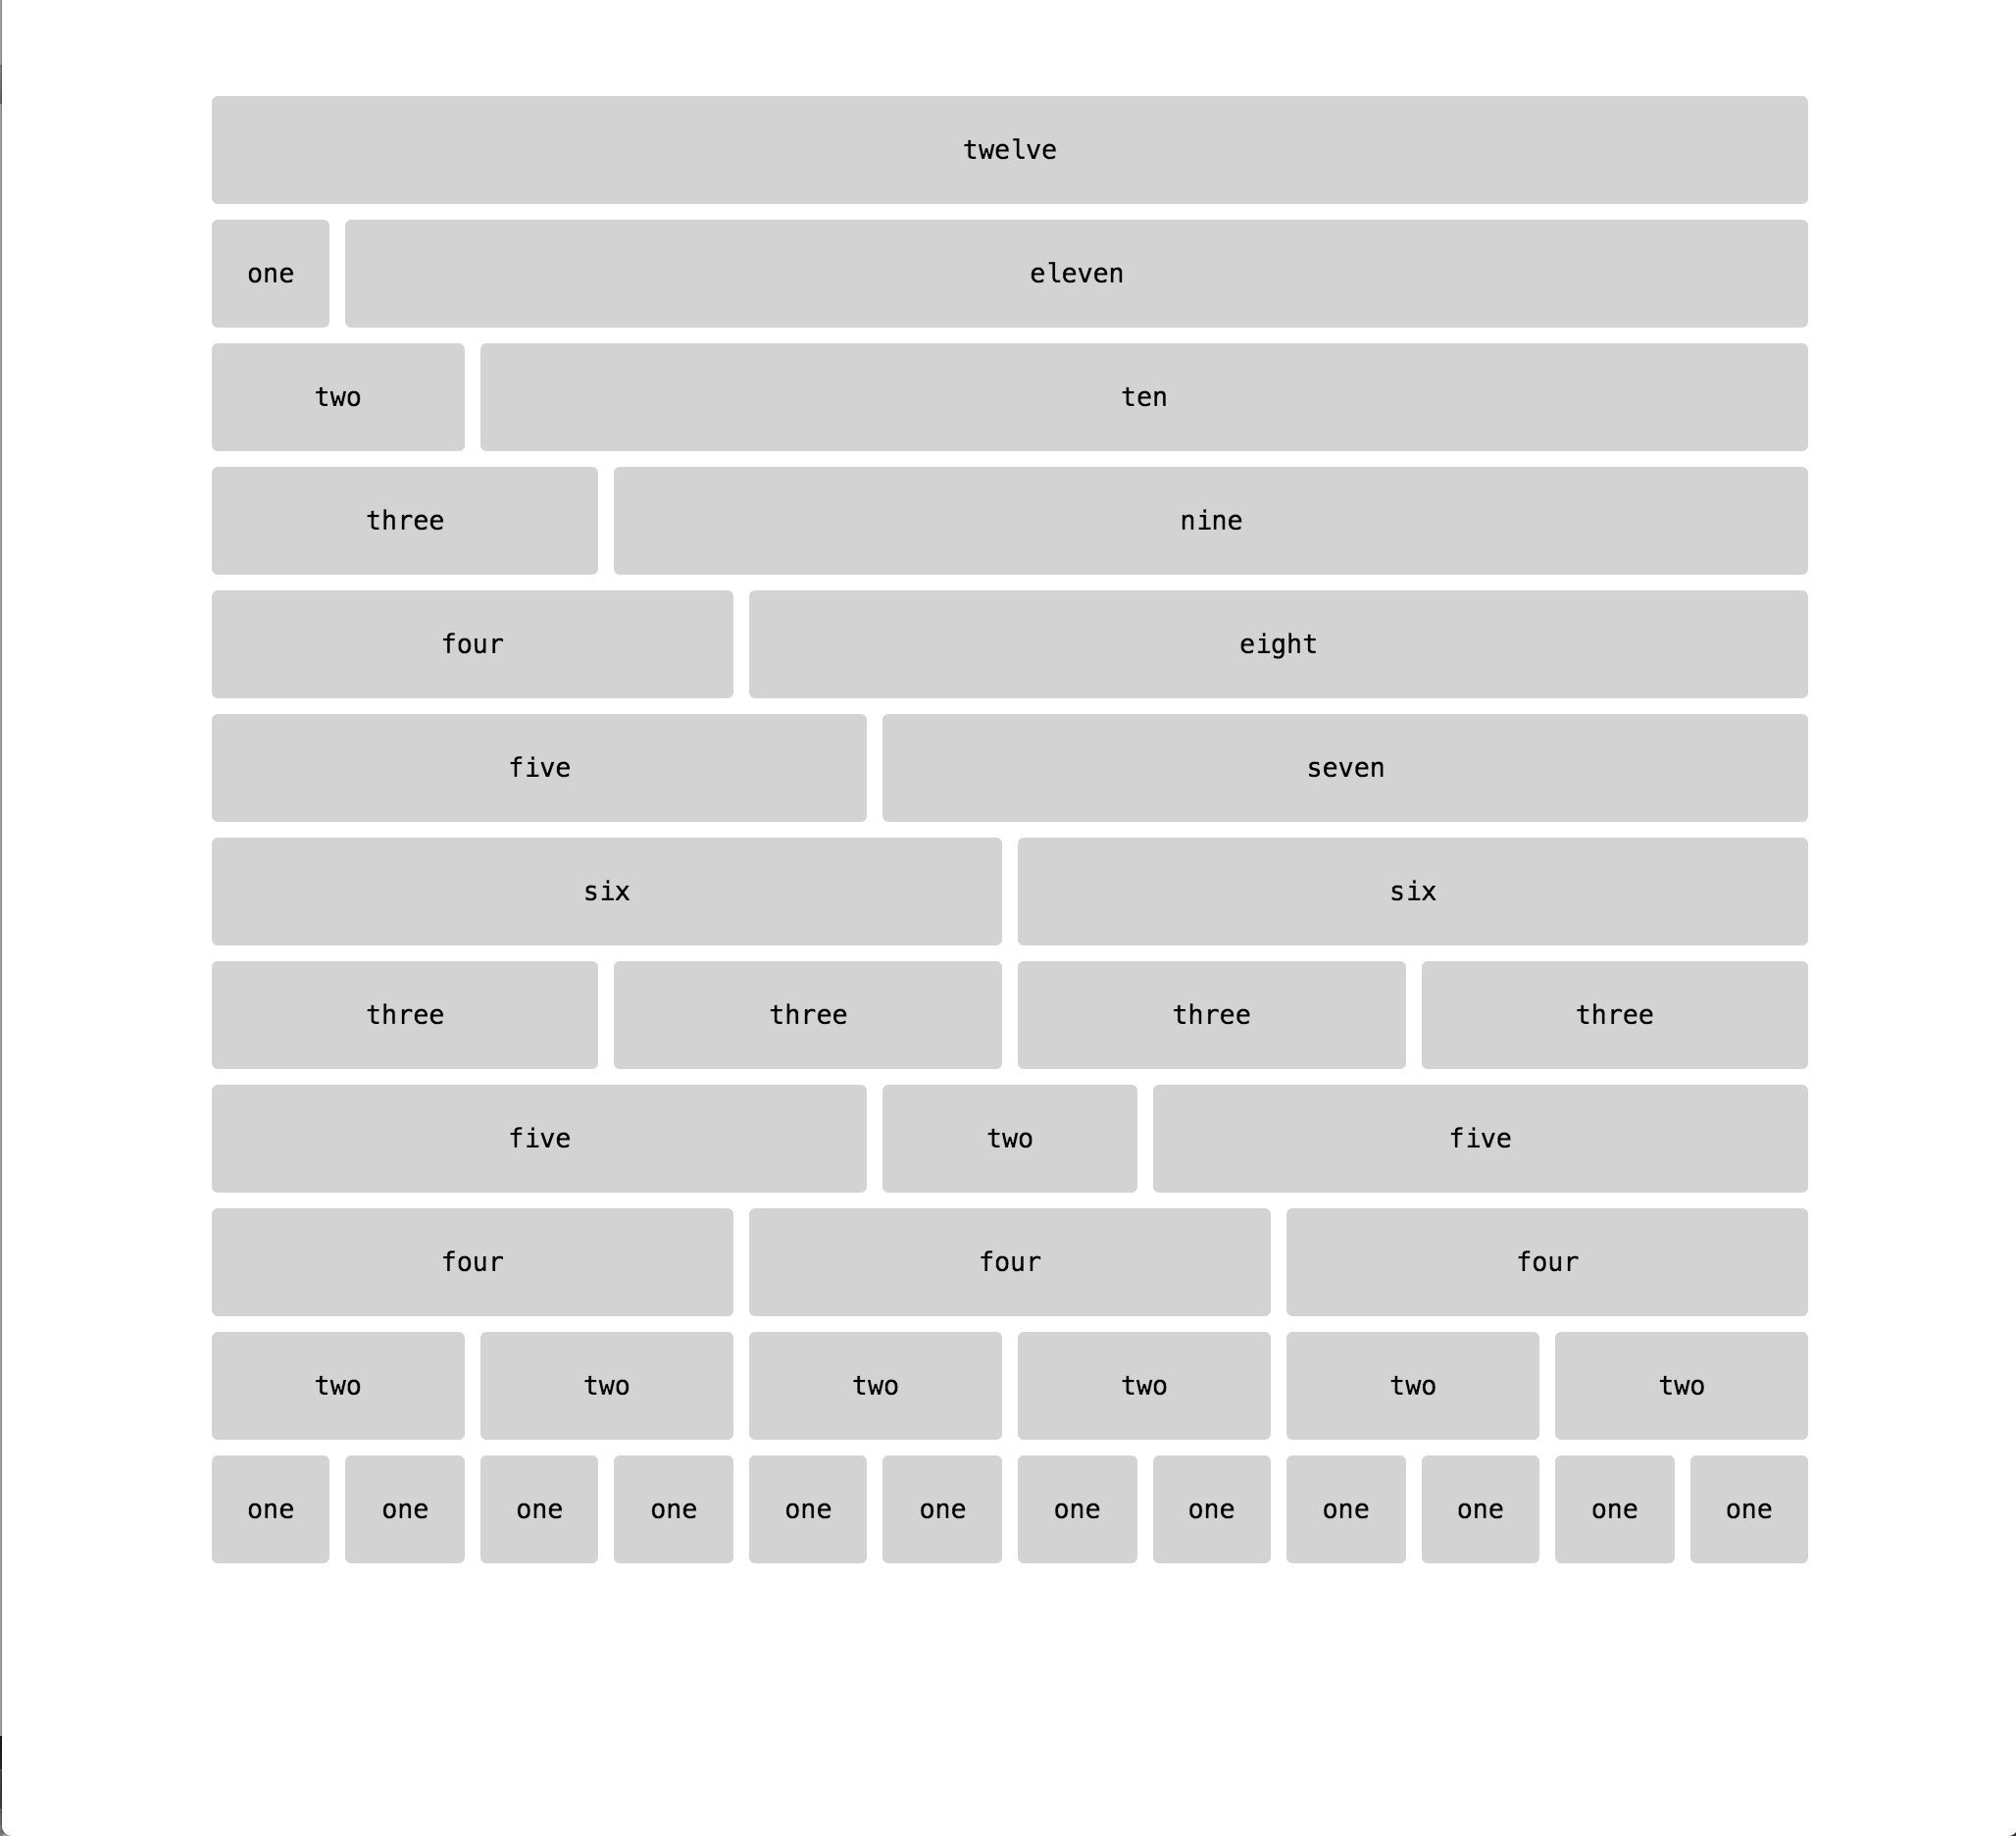 twelve
one eleven
two ten
three nine
four eight
five seven
six six
three three three three
five two five
four four four
two two two two two two
one one one one one one one one one one one one